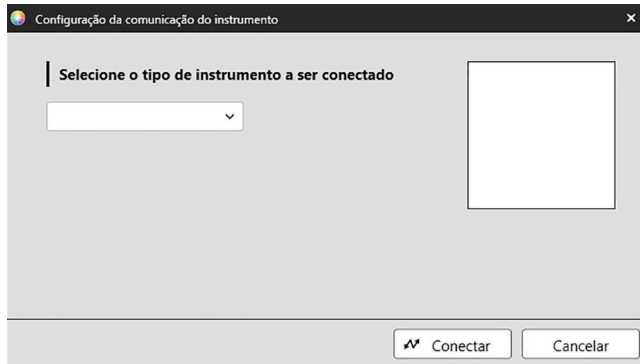 Configuração da comunicação do instrumento
Selecione o tipo de instrumento a ser conectado
Conectar
Cancelar